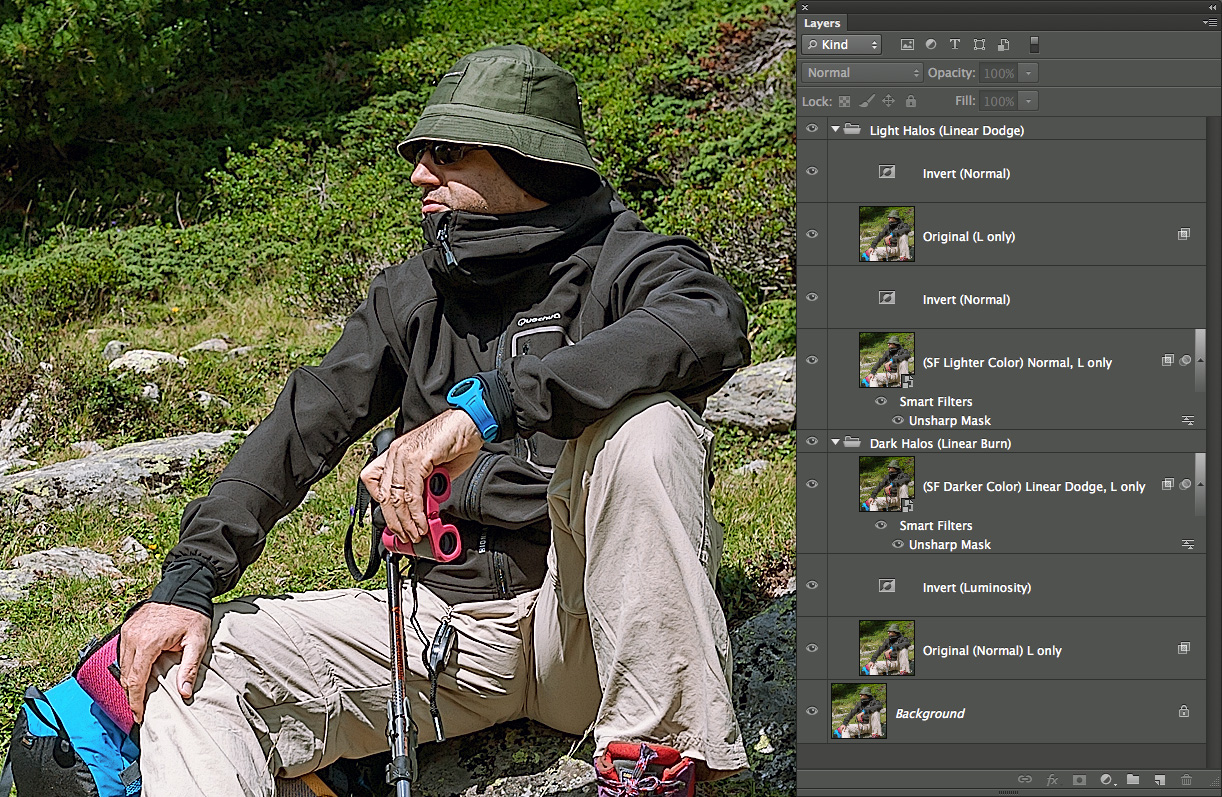 Layers
Kind
Normal
Opacity: 100%
Lock:
Fill: 100%
Light Halos (Linear Dodge)
Invert (Normal)
Original (L only)
Invert (Normal)
(SF Lighter Color) Normal, L only
Smart Filters
Unsharp Mask
Dark Halos (Linear Burn)
(SF Darker Color) Linear Dodge, L only
Smart Filters
Unsharp Mask
Invert (Luminosity)
Original (Normal) L only
Background
fx
QUECHUA
BION